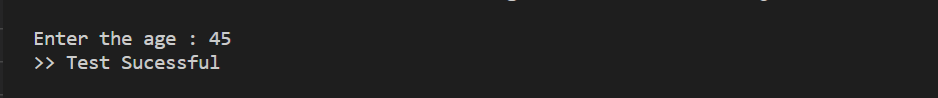 Enter the age : 45
>> Test Sucessful